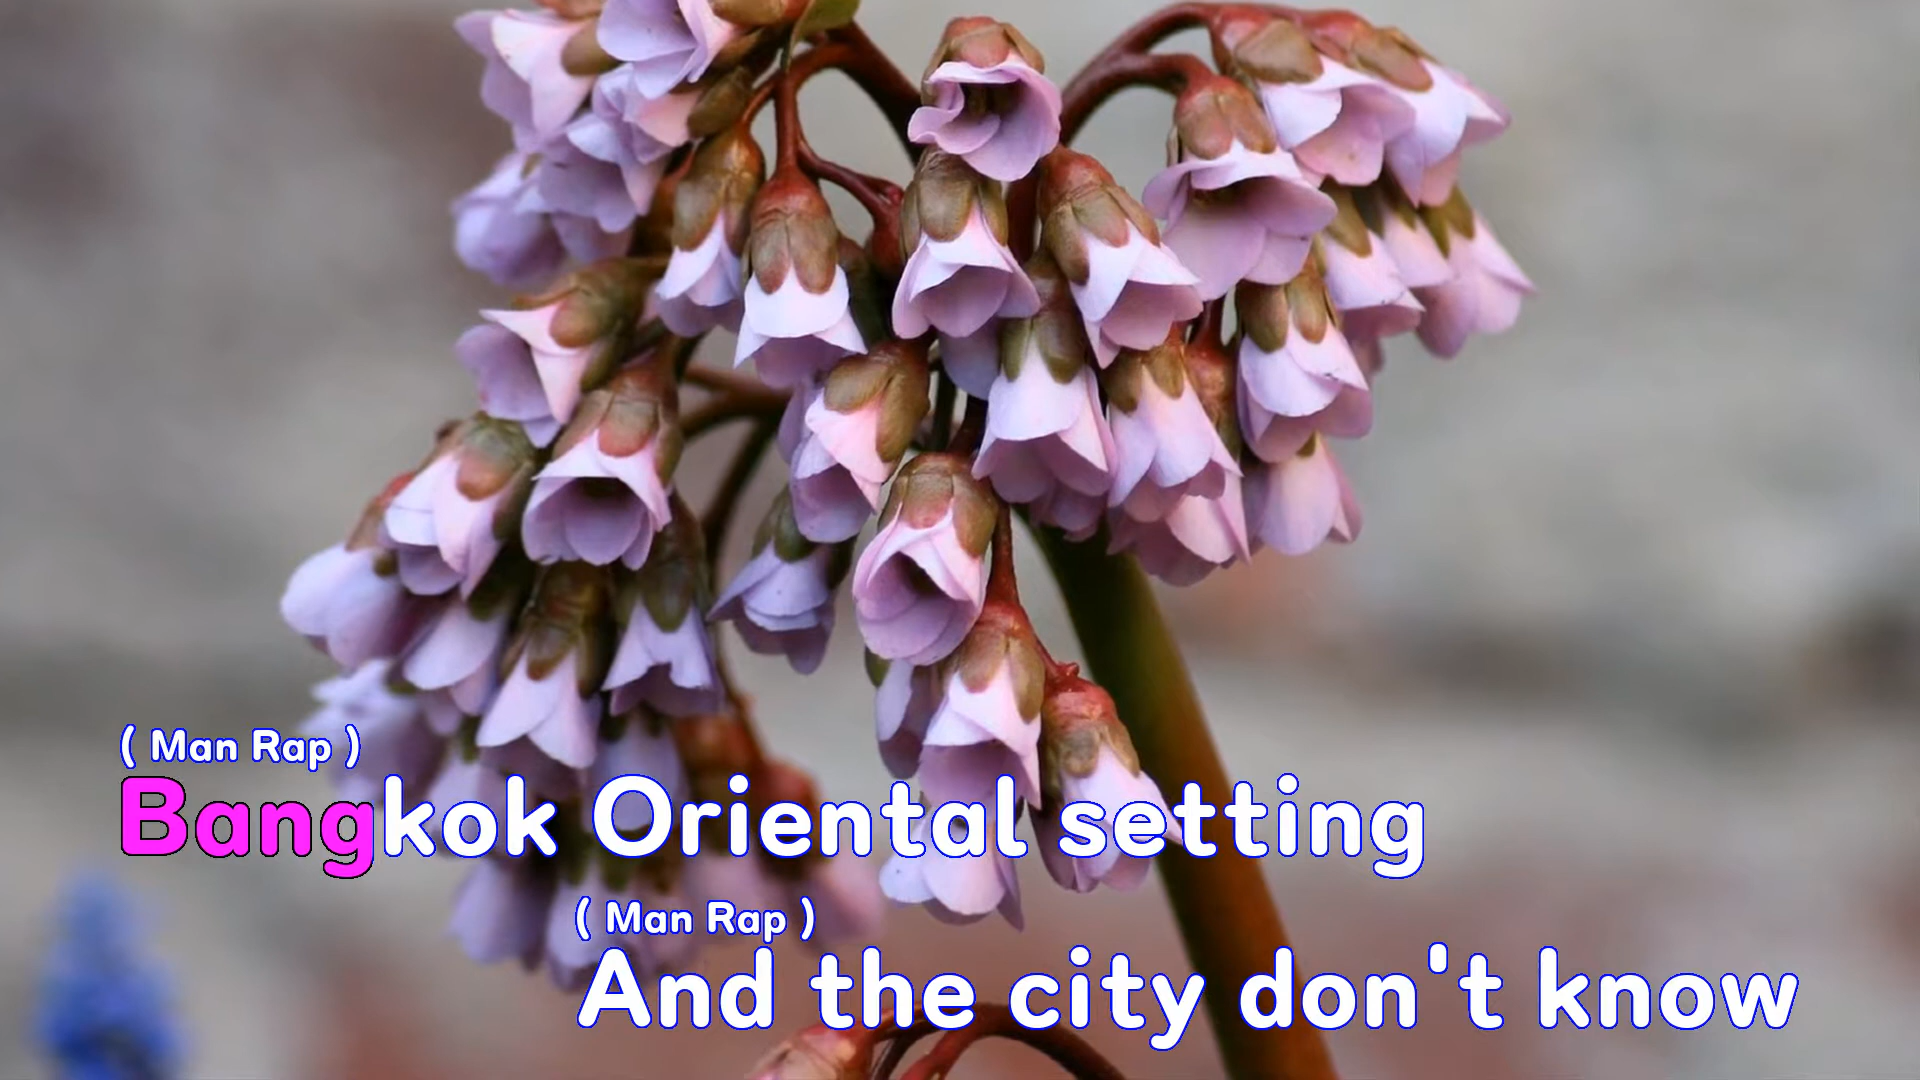 ( Man Rap )
Bangkok Oriental setting
( Man Rap )
And the city don't know